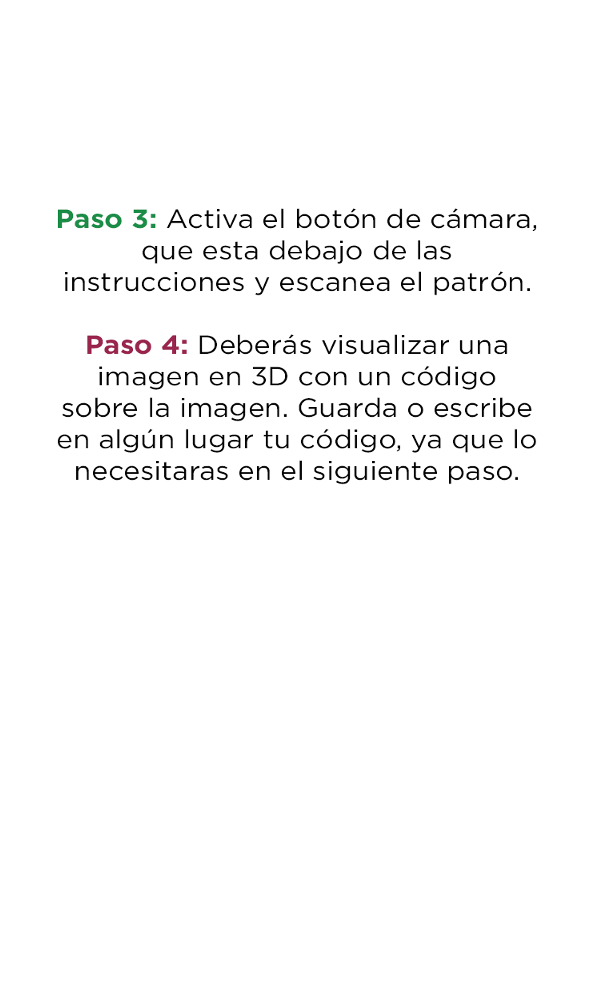 Paso 3: Activa el botón de cámara,
que esta debajo de las
instrucciones y escanea el patrón.
Paso 4: Deberás visualizar una
imagen en 3D con un código
sobre la imagen. Guarda o escribe
en algún lugar tu código, ya que lo
necesitaras en el siguiente paso.